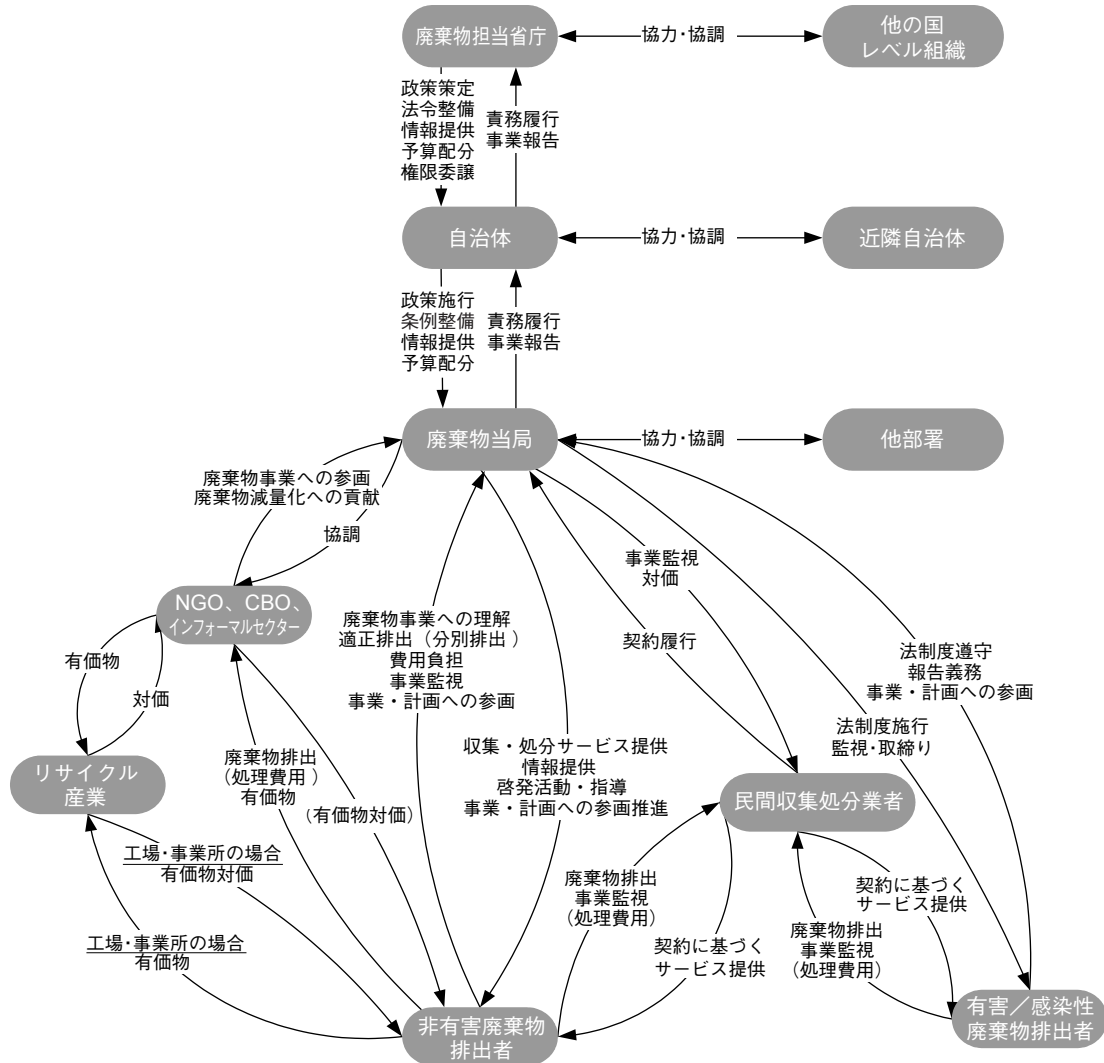 廃棄物担当省庁
協力・協調
他の国
レベル組織
政策策定
法令整備
情報提供
予算配分
権限委譲
責務履行
事業報告
自治体
協力・協調
近隣自治体
政策施行
条例整備
情報提供
予算配分
責務履行
事業報告
廃棄物当局
協力・協調
他部署
廃棄物事業への参画
廃棄物減量化への貢献
協調
事業監視
対価
NGO、CBO、
インフォーマルセクター
廃棄物事業への理解
適正排出（分別排出）
費用負担
事業監視
事業・計画への参画
契約履行
法制度遵守
報告義務
事業・計画への参画
有価物
対価
法制度施行
監視・取締り
収集・処分サービス提供
情報提供
啓発活動・指導
事業・計画への参画推進
廃棄物排出
（処理費用）
有価物
リサイクル
産業
民間収集処分業者
（有価物対価）
工場・事業所の場合
有価物対価
廃棄物排出
事業監視
（処理費用）
契約に基づく
サービス提供
工場・事業所の場合
有価物
契約に基づく
サービス提供
廃棄物排出
事業監視
（処理費用）
非有害廃棄物
排出者
有害／感染性
廃棄物排出者